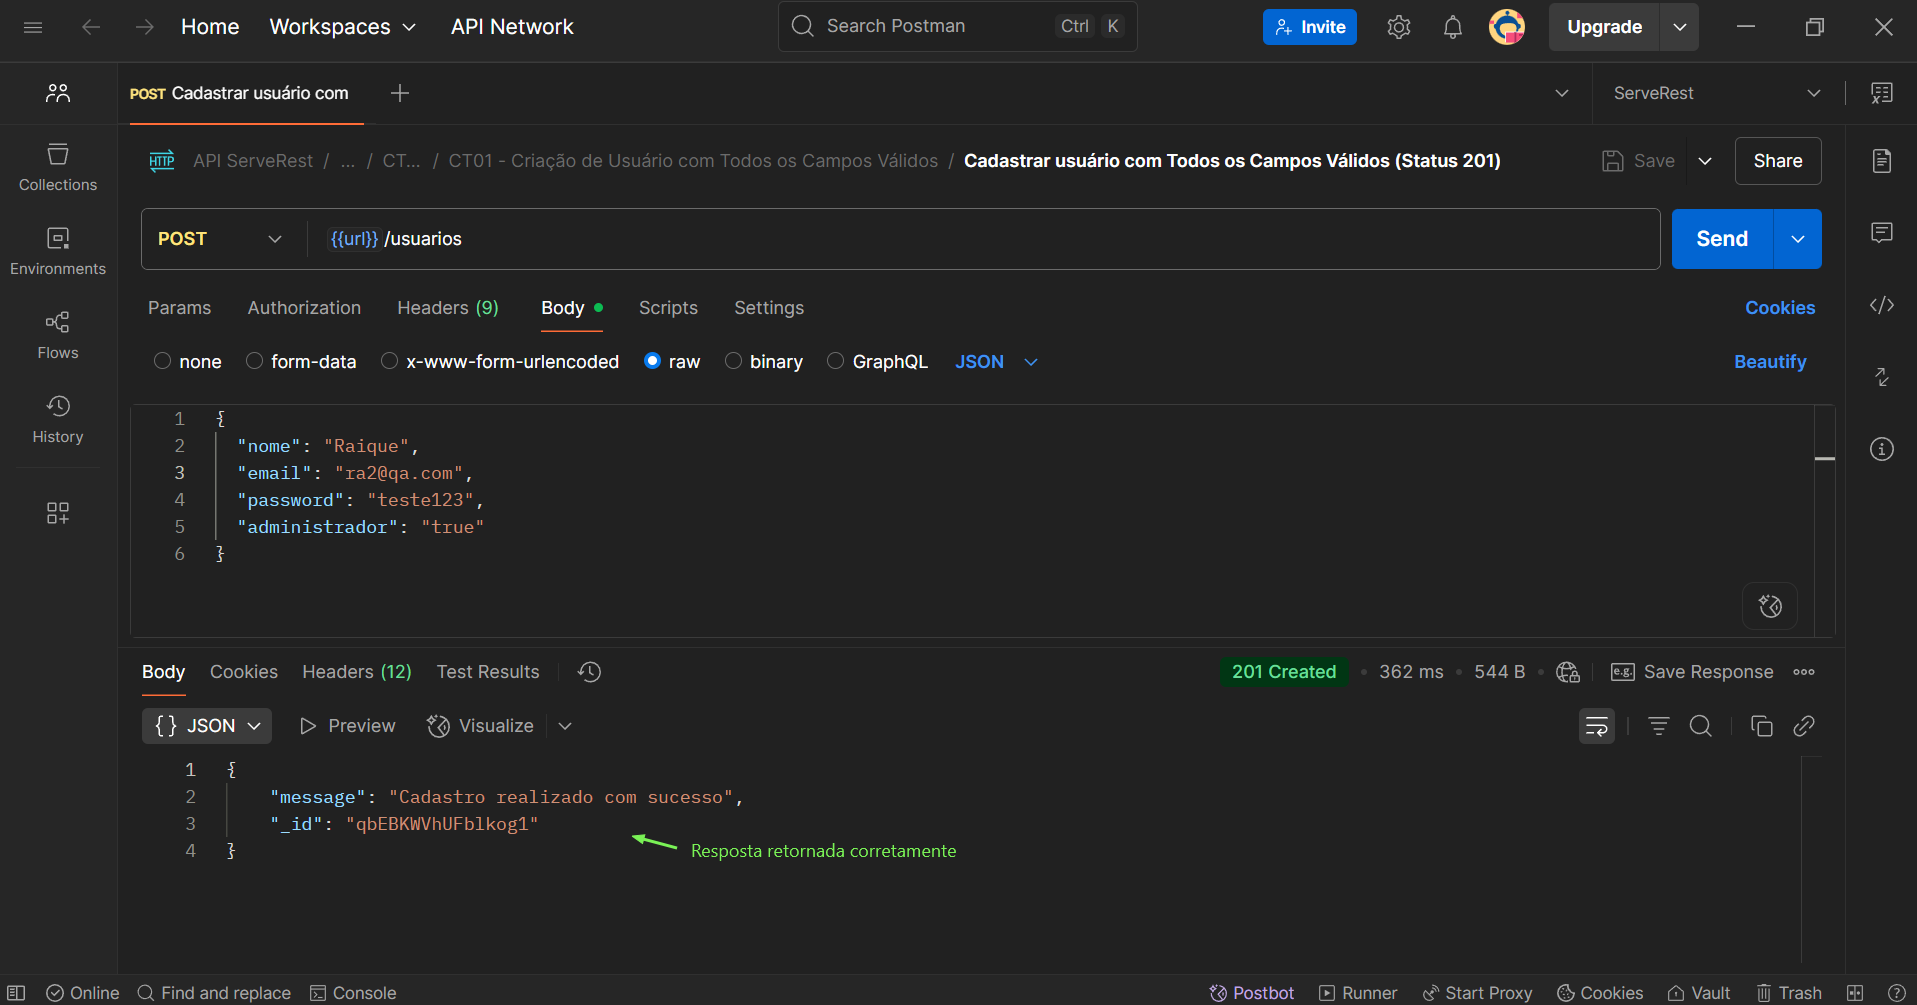 Home Workspaces API Network Search Postman Ctrl K Invite Upgrade
POST Cadastrar usuário com ServeRest
API ServeRest / ... / CT... / CT01 - Criação de Usuário com Todos os Campos Válidos / Cadastrar usuário com Todos os Campos Válidos (Status 201) Save Share
HTTP
Collections
Environments
Flows
History
POST {{url}} /usuarios Send
Params Authorization Headers (9) Body Scripts Settings Cookies
none form-data x-www-form-urlencoded raw binary GraphQL JSON Beautify
1 {
2 "nome": "Raique",
3 "email": "ra2@qa.com",
4 "password": "teste123",
5 "administrador": "true"
6 }
Body Cookies Headers (12) Test Results 201 Created • 362 ms • 544 B • e.g. Save Response
{} JSON Preview Visualize
1 {
2 "message": "Cadastro realizado com sucesso",
3 "_id": "qbEBKWVhUFblkog1"
4 }
Resposta retornada corretamente
Online Find and replace Console Postbot Runner Start Proxy Cookies Vault Trash